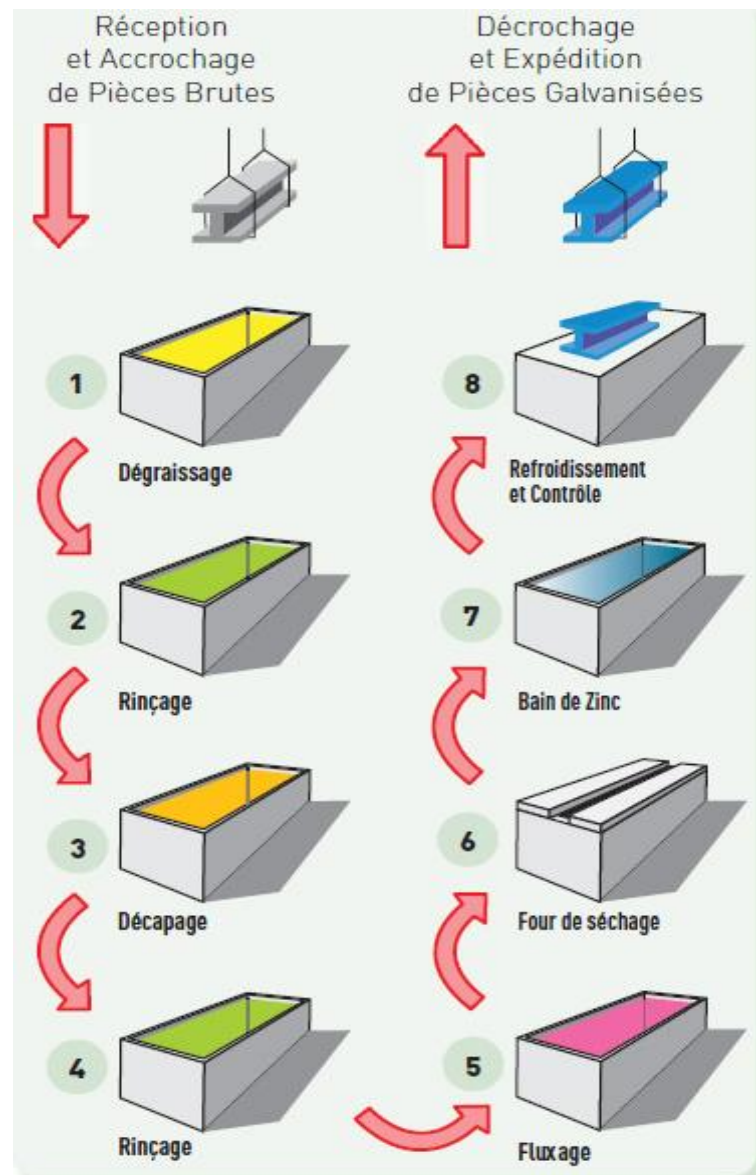 Réception
et Accrochage
de Pièces Brutes
1
Dégraissage
2
Rinçage
3
Décapage
4
Rinçage
5
Fluxage
6
Four de séchage
7
Bain de Zinc
8
Refroidissement
et Contrôle
Décrochage
et Expédition
de Pièces Galvanisées